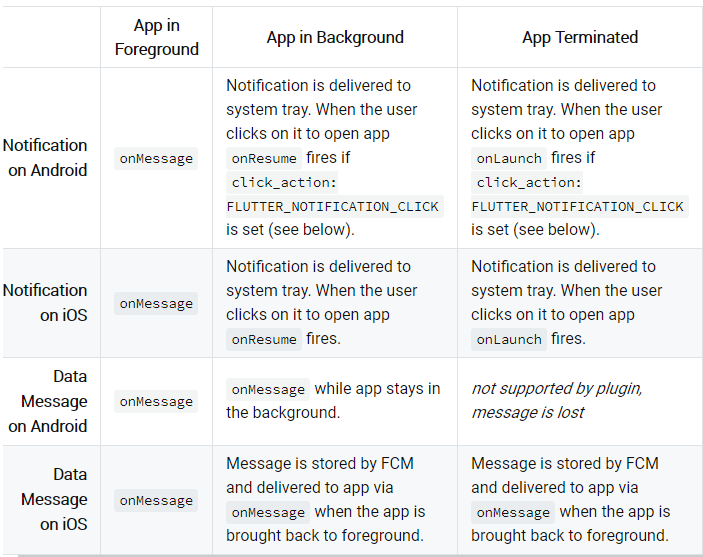 App in
Foreground
App in Background
App Terminated
Notification
on Android
onMessage
Notification is delivered to
system tray. When the user
clicks on it to open app
onResume fires if
click_action:
FLUTTER_NOTIFICATION_CLICK
is set (see below).
Notification is delivered to
system tray. When the user
clicks on it to open app
onLaunch fires if
click_action:
FLUTTER_NOTIFICATION_CLICK
is set (see below).
Notification
on iOS
onMessage
Notification is delivered to
system tray. When the user
clicks on it to open app
onResume fires.
Notification is delivered to
system tray. When the user
clicks on it to open app
onLaunch fires.
Data
Message
on Android
onMessage
onMessage while app stays in
the background.
not supported by plugin,
message is lost
Data
Message
on iOS
onMessage
Message is stored by FCM
and delivered to app via
onMessage when the app is
brought back to foreground.
Message is stored by FCM
and delivered to app via
onMessage when the app is
brought back to foreground.